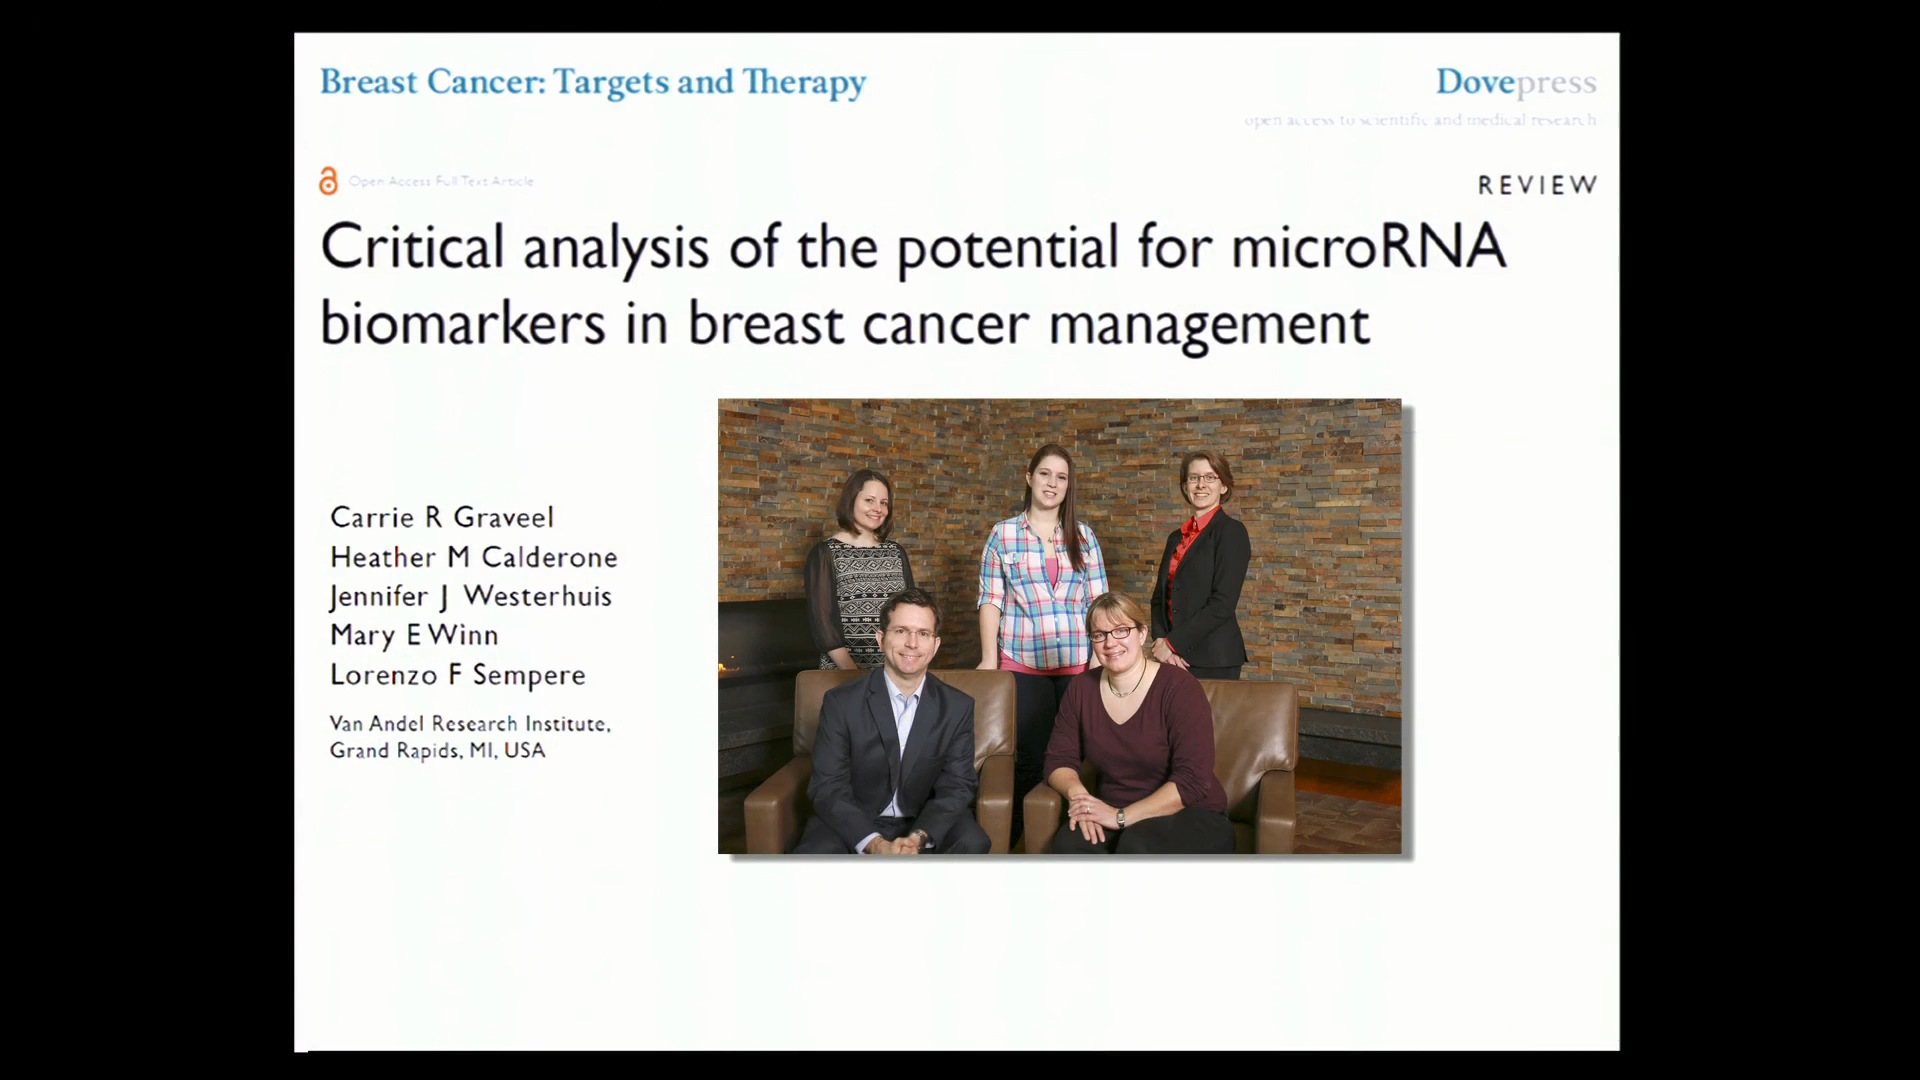 Breast Cancer: Targets and Therapy
Dovepress
open access to scientific and medical research
Open Access Full Text Article
REVIEW
Critical analysis of the potential for microRNA
biomarkers in breast cancer management
Carrie R Graveel
Heather M Calderone
Jennifer J Westerhuis
Mary E Winn
Lorenzo F Sempere
Van Andel Research Institute,
Grand Rapids, MI, USA